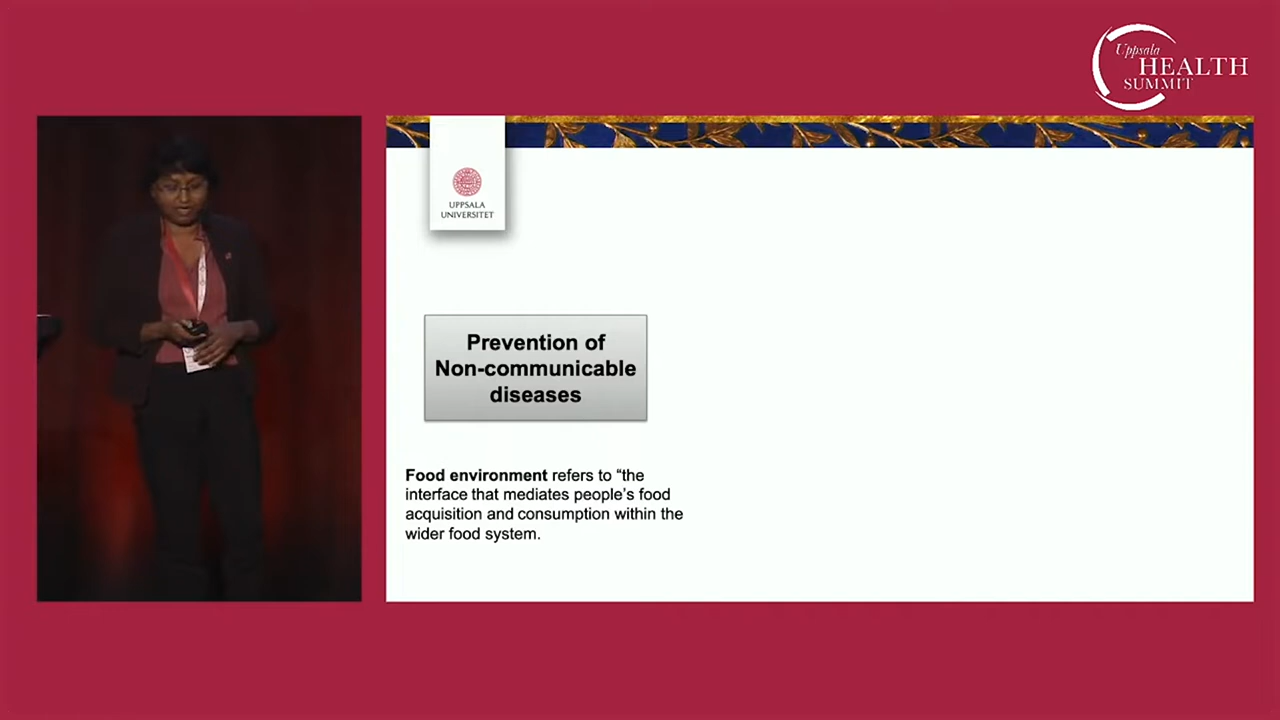 Uppsala
HEALTH
SUMMIT
UPPSALA
UNIVERSITET
Prevention of
Non-communicable
diseases
Food environment refers to “the
interface that mediates people’s food
acquisition and consumption within the
wider food system.